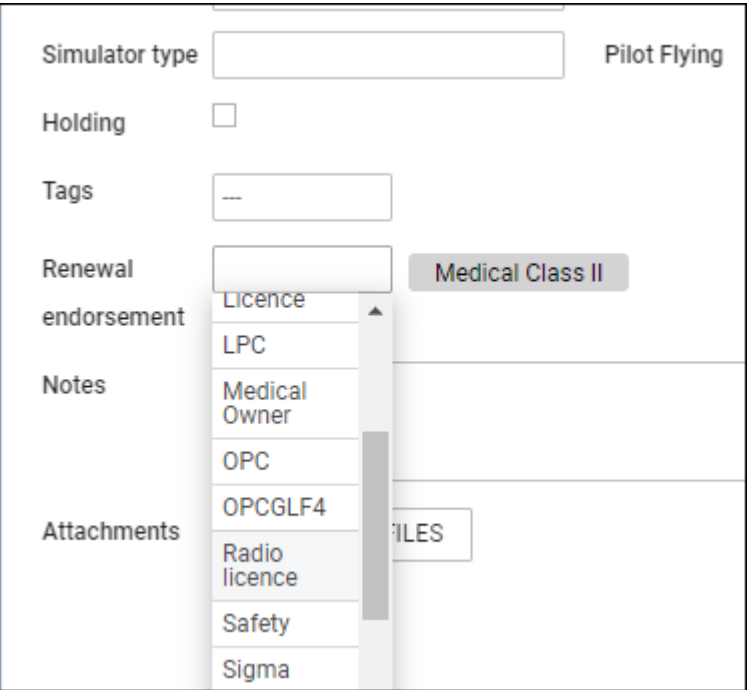 Simulator type
Pilot Flying
Holding
Tags
---
Renewal
endorsement
Medical Class II
Licence
LPC
Medical
Owner
OPC
OPCGLF4
Radio
licence
Safety
Sigma
Notes
Attachments
FILES